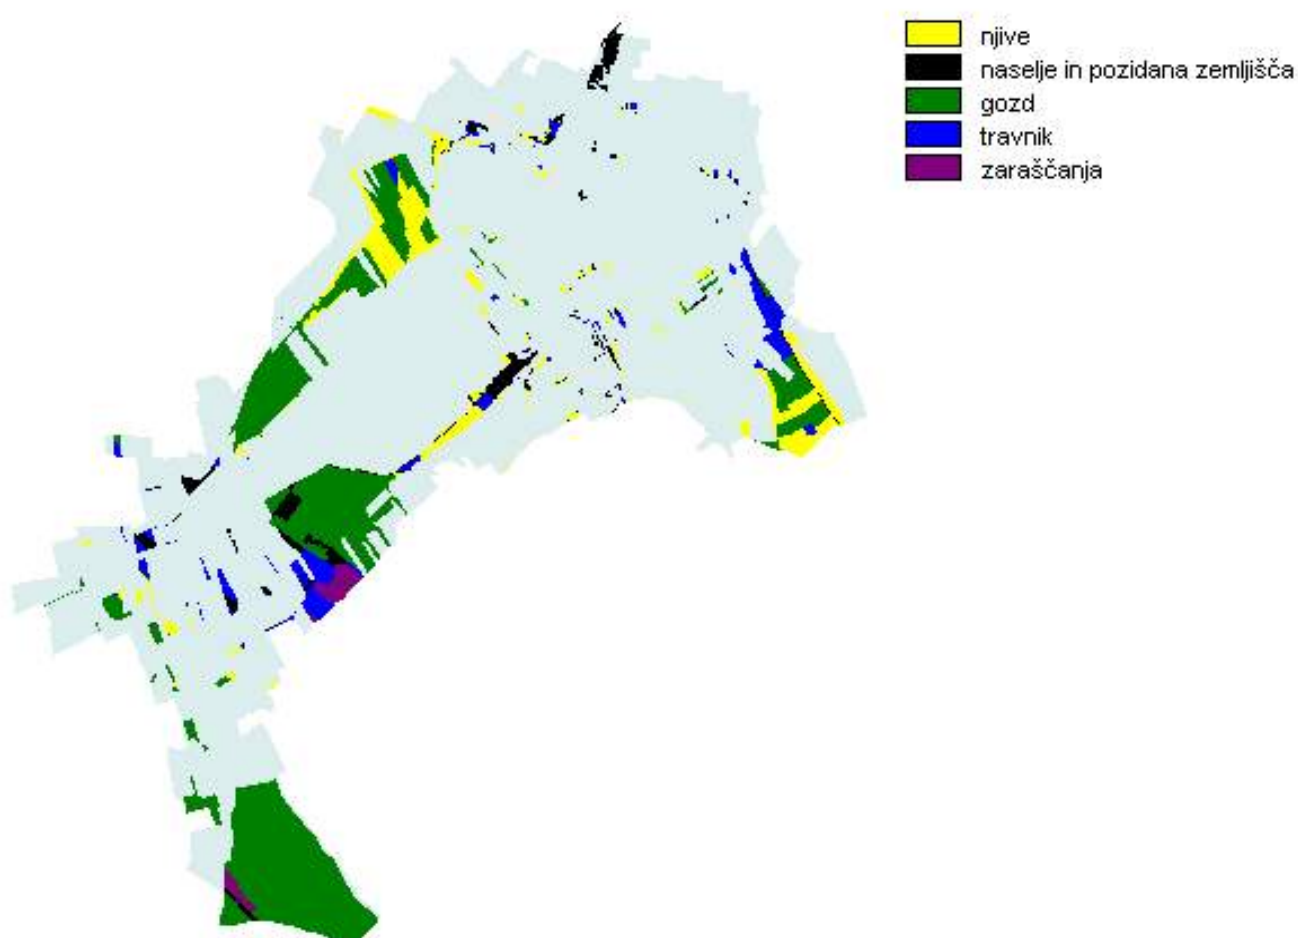 njive
naselje in pozidana zemljišča
gozd
travnik
zaraščanja